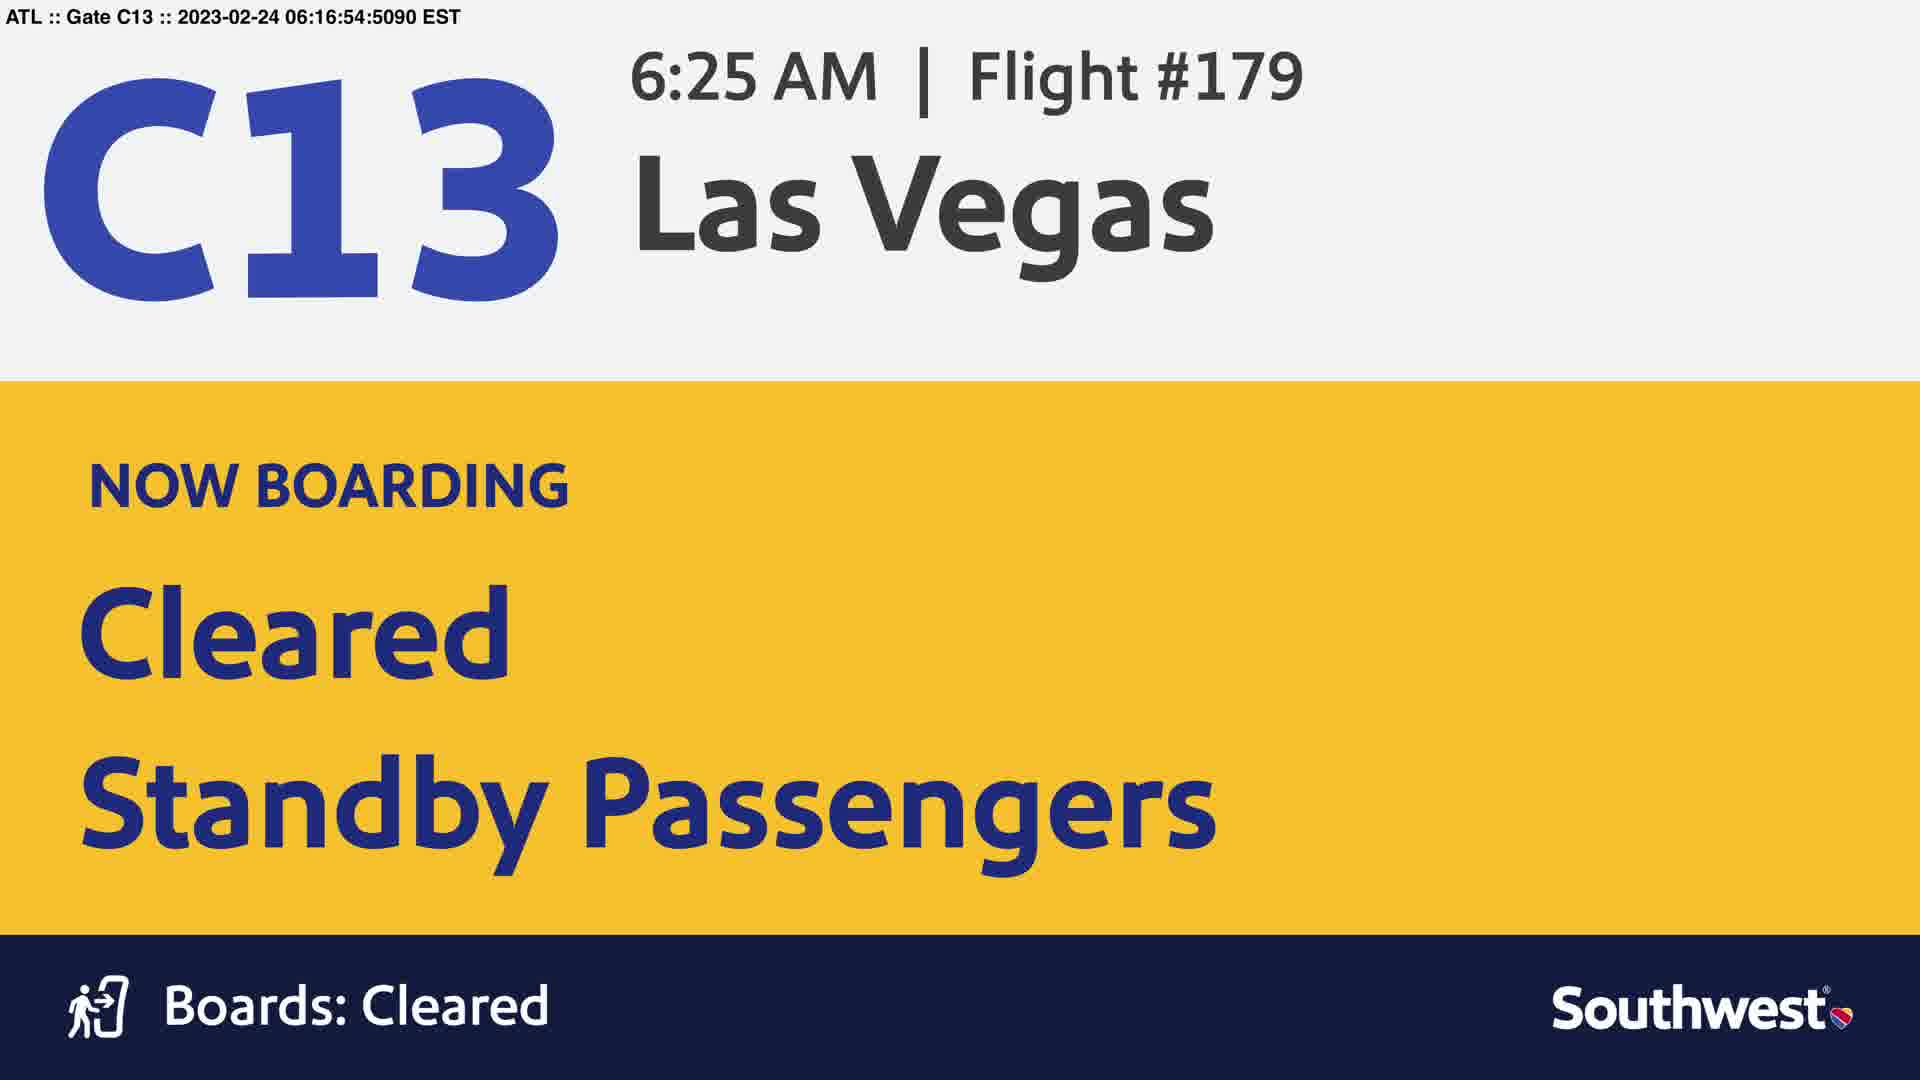 ATL :: Gate C13 :: 2023-02-24 06:16:54:5090 EST
C13
6:25 AM | Flight #179
Las Vegas
NOW BOARDING
Cleared
Standby Passengers
Boards: Cleared
Southwest®